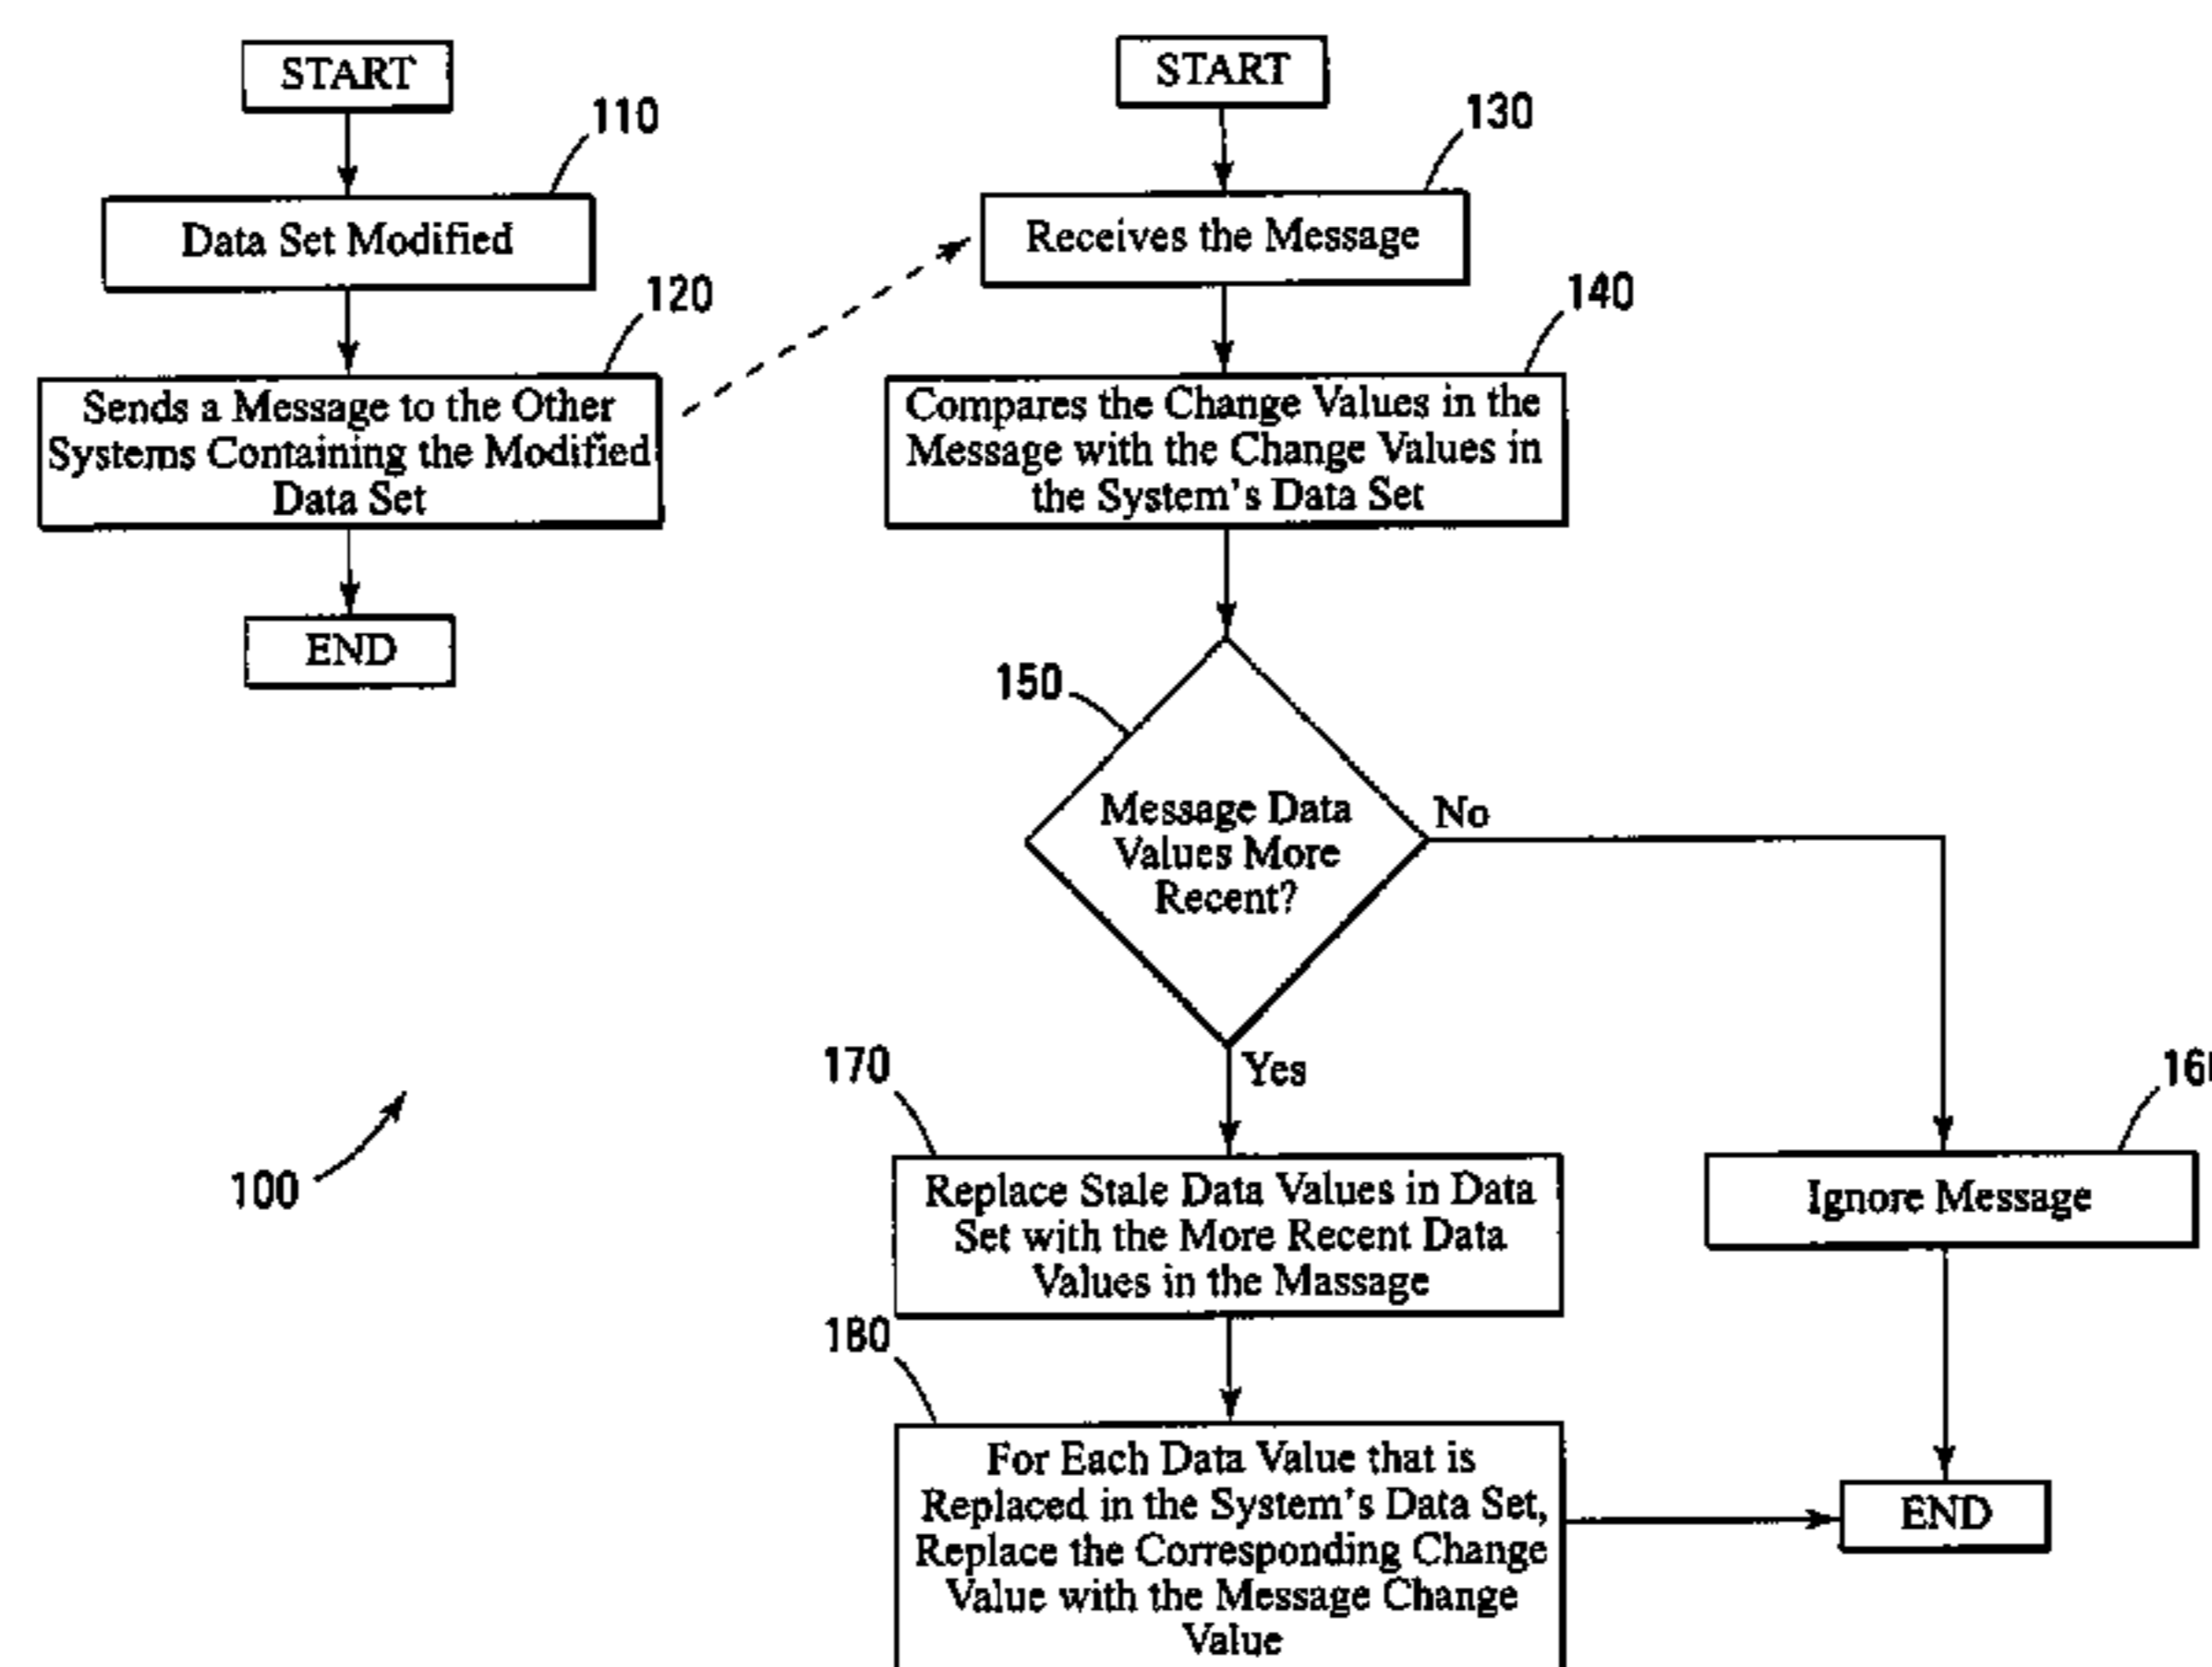 START
110
Data Set Modified
120
Sends a Message to the Other
Systems Containing the Modified
Data Set
END
START
130
Receives the Message
140
Compares the Change Values in the
Message with the Change Values in
the System's Data Set
150
Message Data
Values More
Recent?
No
Yes
160
Ignore Message
170
Replace Stale Data Values in Data
Set with the More Recent Data
Values in the Massage
180
For Each Data Value that is
Replaced in the System's Data Set,
Replace the Corresponding Change
Value with the Message Change
Value
END
100